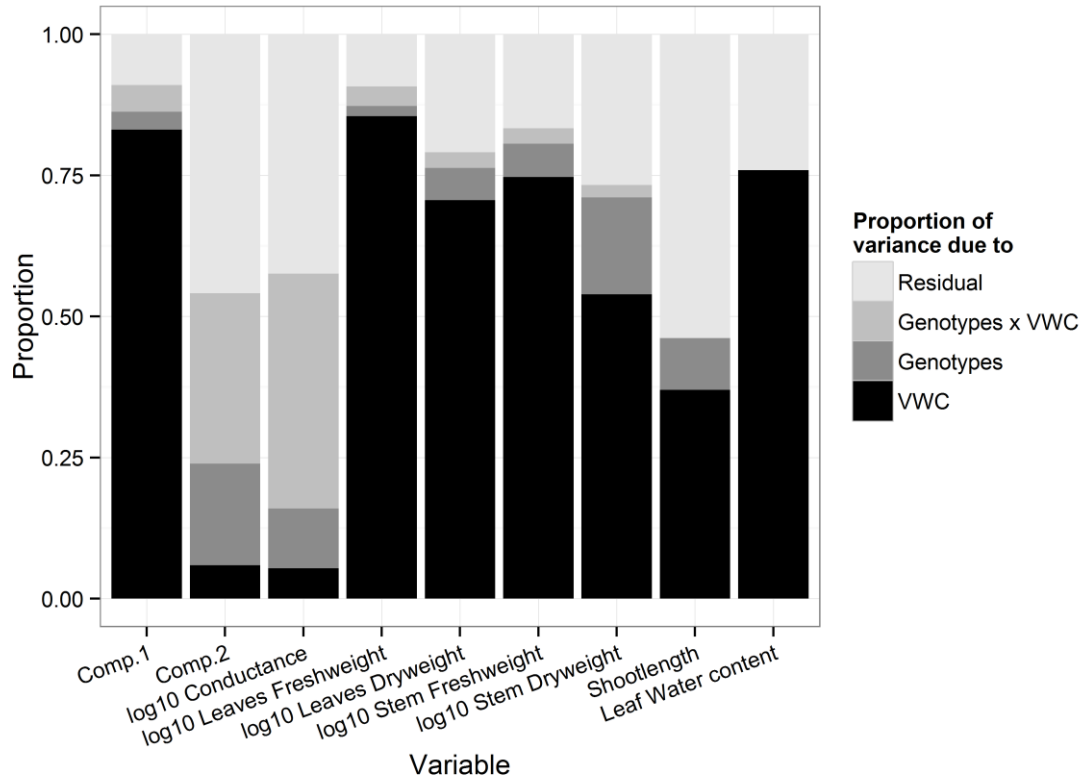 1.00
0.75
0.50
0.25
0.00
Proportion
Comp.1
Comp.2
log10 Conductance
log10 Leaves Freshweight
log10 Leaves Dryweight
log10 Stem Freshweight
log10 Stem Dryweight
Shootlength
Leaf Water content
Variable
Proportion of
variance due to
Residual
Genotypes x VWC
Genotypes
VWC